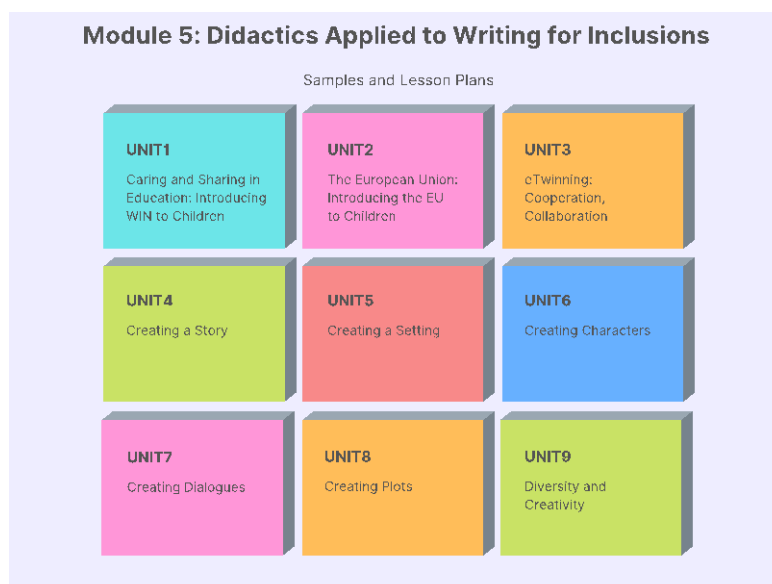 Module 5: Didactics Applied to Writing for Inclusions
Samples and Lesson Plans
UNIT1
Caring and Sharing in
Education: Introducing
WIN to Children
UNIT2
The European Union:
Introducing the EU
to Children
UNIT3
eTwinning:
Cooperation,
Collaboration
UNIT4
Creating a Story
UNIT5
Creating a Setting
UNIT6
Creating Characters
UNIT7
Creating Dialogues
UNIT8
Creating Plots
UNIT9
Diversity and
Creativity